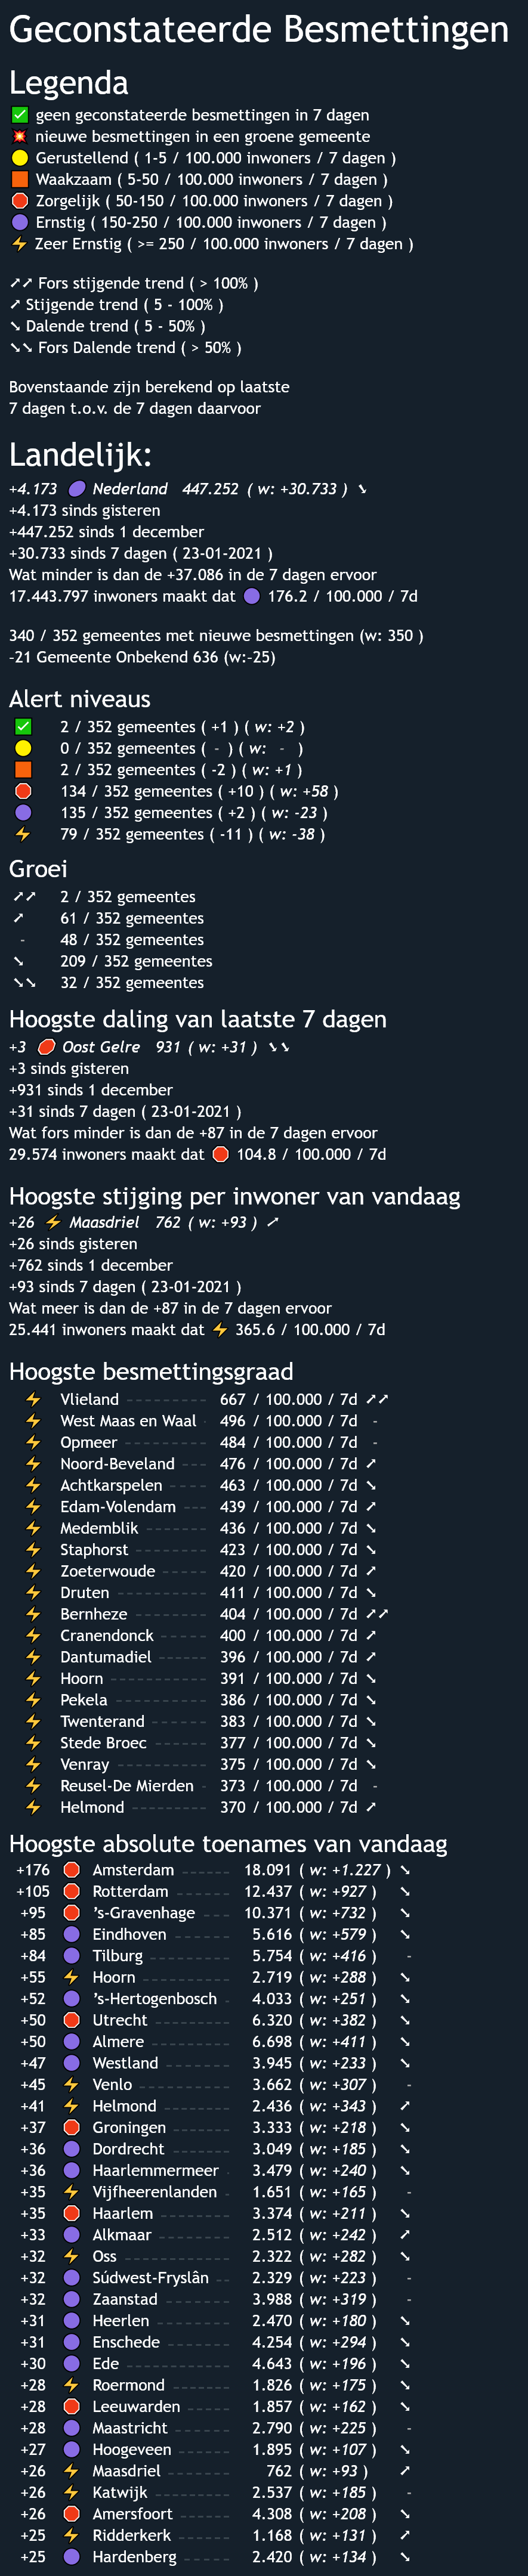 Geconstateerde Besmettingen
Legenda
✅ geen geconstateerde besmettingen in 7 dagen
💥 nieuwe besmettingen in een groene gemeente
🟡 Gerustellend ( 1-5 / 100.000 inwoners / 7 dagen )
🟧 Waakzaam ( 5-50 / 100.000 inwoners / 7 dagen )
🛑 Zorgelijk ( 50-150 / 100.000 inwoners / 7 dagen )
🟣 Ernstig ( 150-250 / 100.000 inwoners / 7 dagen )
⚡ Zeer Ernstig ( >= 250 / 100.000 inwoners / 7 dagen )
➚➚ Fors stijgende trend ( > 100% )
➚ Stijgende trend ( 5 - 100% )
➘ Dalende trend ( 5 - 50% )
➘➘ Fors Dalende trend ( > 50% )
Bovenstaande zijn berekend op laatste
7 dagen t.o.v. de 7 dagen daarvoor
Landelijk:
+4.173 🟣 Nederland 447.252 ( w: +30.733 ) ➘
+4.173 sinds gisteren
+447.252 sinds 1 december
+30.733 sinds 7 dagen ( 23-01-2021 )
Wat minder is dan de +37.086 in de 7 dagen ervoor
17.443.797 inwoners maakt dat 🟣 176.2 / 100.000 / 7d
340 / 352 gemeentes met nieuwe besmettingen (w: 350 )
-21 Gemeente Onbekend 636 (w:-25)
Alert niveaus
✅ 2 / 352 gemeentes ( +1 ) ( w: +2 )
🟡 0 / 352 gemeentes ( - ) ( w: - )
🟧 2 / 352 gemeentes ( -2 ) ( w: +1 )
🛑 134 / 352 gemeentes ( +10 ) ( w: +58 )
🟣 135 / 352 gemeentes ( +2 ) ( w: -23 )
⚡ 79 / 352 gemeentes ( -11 ) ( w: -38 )
Groei
➚➚ 2 / 352 gemeentes
➚ 61 / 352 gemeentes
- 48 / 352 gemeentes
➘ 209 / 352 gemeentes
➘➘ 32 / 352 gemeentes
Hoogste daling van laatste 7 dagen
+3 🛑 Oost Gelre 931 ( w: +31 ) ➘➘
+3 sinds gisteren
+931 sinds 1 december
+31 sinds 7 dagen ( 23-01-2021 )
Wat fors minder is dan de +87 in de 7 dagen ervoor
29.574 inwoners maakt dat 🛑 104.8 / 100.000 / 7d
Hoogste stijging per inwoner van vandaag
+26 ⚡ Maasdriel 762 ( w: +93 ) ➚
+26 sinds gisteren
+762 sinds 1 december
+93 sinds 7 dagen ( 23-01-2021 )
Wat meer is dan de +87 in de 7 dagen ervoor
25.441 inwoners maakt dat ⚡ 365.6 / 100.000 / 7d
Hoogste besmettingsgraad
⚡ Vlieland 667 / 100.000 / 7d ➚➚
⚡ West Maas en Waal 496 / 100.000 / 7d -
⚡ Opmeer 484 / 100.000 / 7d -
⚡ Noord-Beveland 476 / 100.000 / 7d ➚
⚡ Achtkarspelen 463 / 100.000 / 7d ➘
⚡ Edam-Volendam 439 / 100.000 / 7d ➚
⚡ Medemblik 436 / 100.000 / 7d ➘
⚡ Staphorst 423 / 100.000 / 7d ➘
⚡ Zoeterwoude 420 / 100.000 / 7d ➚
⚡ Druten 411 / 100.000 / 7d ➘
⚡ Bernheze 404 / 100.000 / 7d ➚➚
⚡ Cranendonck 400 / 100.000 / 7d ➚
⚡ Dantumadiel 396 / 100.000 / 7d ➚
⚡ Hoorn 391 / 100.000 / 7d ➘
⚡ Pekela 386 / 100.000 / 7d ➘
⚡ Twenterand 383 / 100.000 / 7d ➘
⚡ Stede Broec 377 / 100.000 / 7d ➘
⚡ Venray 375 / 100.000 / 7d ➘
⚡ Reusel-De Mierden 373 / 100.000 / 7d -
⚡ Helmond 370 / 100.000 / 7d ➚
Hoogste absolute toenames van vandaag
+176 🛑 Amsterdam 18.091 ( w: +1.227 ) ➘
+105 🛑 Rotterdam 12.437 ( w: +927 ) ➘
+95 🛑 's-Gravenhage 10.371 ( w: +732 ) ➘
+85 🟣 Eindhoven 5.616 ( w: +579 ) ➘
+84 🟣 Tilburg 5.754 ( w: +416 ) -
+55 ⚡ Hoorn 2.719 ( w: +288 ) ➘
+52 🟣 's-Hertogenbosch 4.033 ( w: +251 ) ➘
+50 🛑 Utrecht 6.320 ( w: +382 ) ➘
+50 🟣 Almere 6.698 ( w: +411 ) ➘
+47 🟣 Westland 3.945 ( w: +233 ) ➘
+45 ⚡ Venlo 3.662 ( w: +307 ) -
+41 ⚡ Helmond 2.436 ( w: +343 ) ➚
+37 🛑 Groningen 3.333 ( w: +218 ) ➘
+36 🟣 Dordrecht 3.049 ( w: +185 ) ➘
+36 🟣 Haarlemmermeer 3.479 ( w: +240 ) ➘
+35 ⚡ Vijfheerenlanden 1.651 ( w: +165 ) -
+35 🛑 Haarlem 3.374 ( w: +211 ) ➘
+33 🟣 Alkmaar 2.512 ( w: +242 ) ➚
+32 ⚡ Oss 2.322 ( w: +282 ) ➘
+32 🟣 Súdwest-Fryslân 2.329 ( w: +223 ) -
+32 🟣 Zaanstad 3.988 ( w: +319 ) -
+31 🟣 Heerlen 2.470 ( w: +180 ) ➘
+31 🟣 Enschede 4.254 ( w: +294 ) ➘
+30 🟣 Ede 4.643 ( w: +196 ) ➘
+28 ⚡ Roermond 1.826 ( w: +175 ) ➘
+28 🛑 Leeuwarden 1.857 ( w: +162 ) ➘
+28 🟣 Maastricht 2.790 ( w: +225 ) -
+27 🟣 Hoogeveen 1.895 ( w: +107 ) ➘
+26 ⚡ Maasdriel 762 ( w: +93 ) ➚
+26 ⚡ Katwijk 2.537 ( w: +185 ) -
+26 🛑 Amersfoort 4.308 ( w: +208 ) ➘
+25 ⚡ Ridderkerk 1.168 ( w: +131 ) ➚
+25 🟣 Hardenberg 2.420 ( w: +134 ) ➘